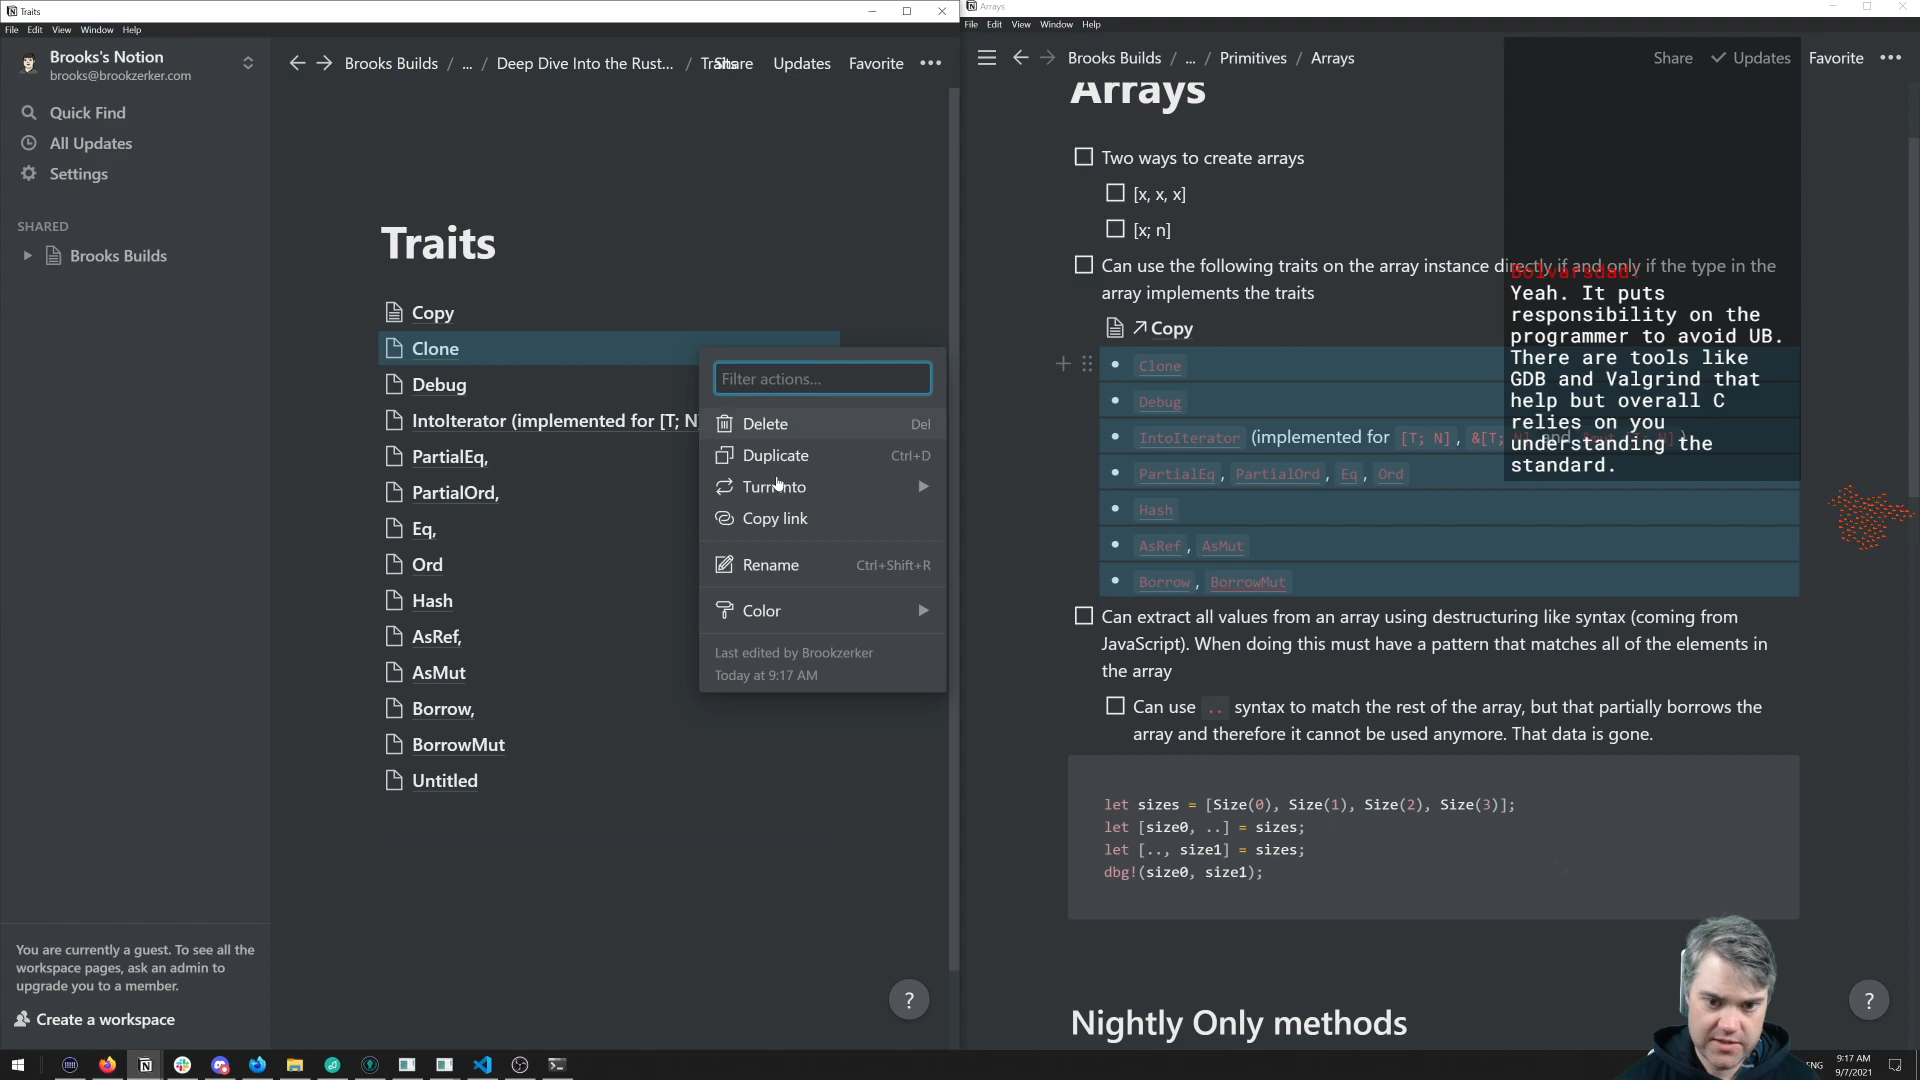 Traits
File Edit View Window Help
Brooks's Notion
brooks@brookzerker.com
Quick Find
All Updates
Settings
SHARED
Brooks Builds
You are currently a guest. To see all the
workspace pages, ask an admin to
upgrade you to a member.
Create a workspace
Brooks Builds / ... / Deep Dive Into the Rust... / Traits
Share Updates Favorite
Traits
Copy
Clone
Debug
IntoIterator (implemented for [T; N]
PartialEq,
PartialOrd,
Eq,
Ord
Hash
AsRef,
AsMut
Borrow,
BorrowMut
Untitled
Filter actions...
Delete Del
Duplicate Ctrl+D
Turn into
Copy link
Rename Ctrl+Shift+R
Color
Last edited by Brookzerker
Today at 9:17 AM
?
Arrays
File Edit View Window Help
Brooks Builds / ... / Primitives / Arrays
Share Updates Favorite
Arrays
Two ways to create arrays
[x, x, x]
[x; n]
Can use the following traits on the array instance directly if and only if the type in the
array implements the traits
Copy
Clone
Debug
IntoIterator (implemented for [T; N], &[T; N] and
PartialEq, PartialOrd, Eq, Ord
Hash
AsRef, AsMut
Borrow, BorrowMut
Can extract all values from an array using destructuring like syntax (coming from
JavaScript). When doing this must have a pattern that matches all of the elements in
the array
Can use .. syntax to match the rest of the array, but that partially borrows the
array and therefore it cannot be used anymore. That data is gone.
let sizes = [Size(0), Size(1), Size(2), Size(3)];
let [size0, ..] = sizes;
let [.., size1] = sizes;
dbg!(size0, size1);
Nightly Only methods
Bolvarsdad:
Yeah. It puts
responsibility on the
programmer to avoid UB.
There are tools like
GDB and Valgrind that
help but overall C
relies on you
understanding the
standard.
?
ENG
9:17 AM
9/7/2021